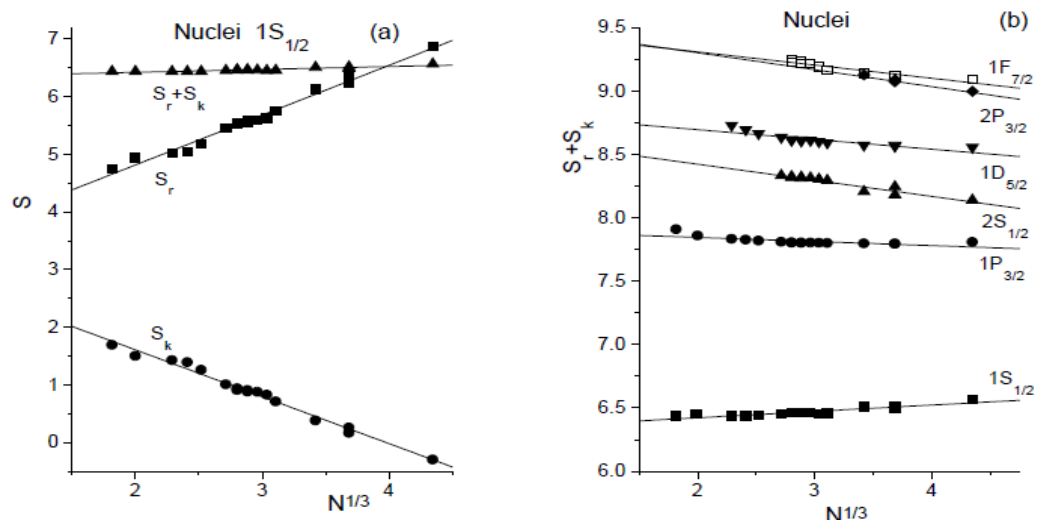 Nuclei 1S1/2 (a)
7
6
5
4
3
2
1
0
S
Sr+Sk
Sr
Sk
2 3 4
N1/3
Nuclei (b)
9.5
9.0
8.5
8.0
7.5
7.0
6.5
6.0
Sr+Sk
1F7/2
2P3/2
1D5/2
2S1/2
1P3/2
1S1/2
2 3 4
N1/3